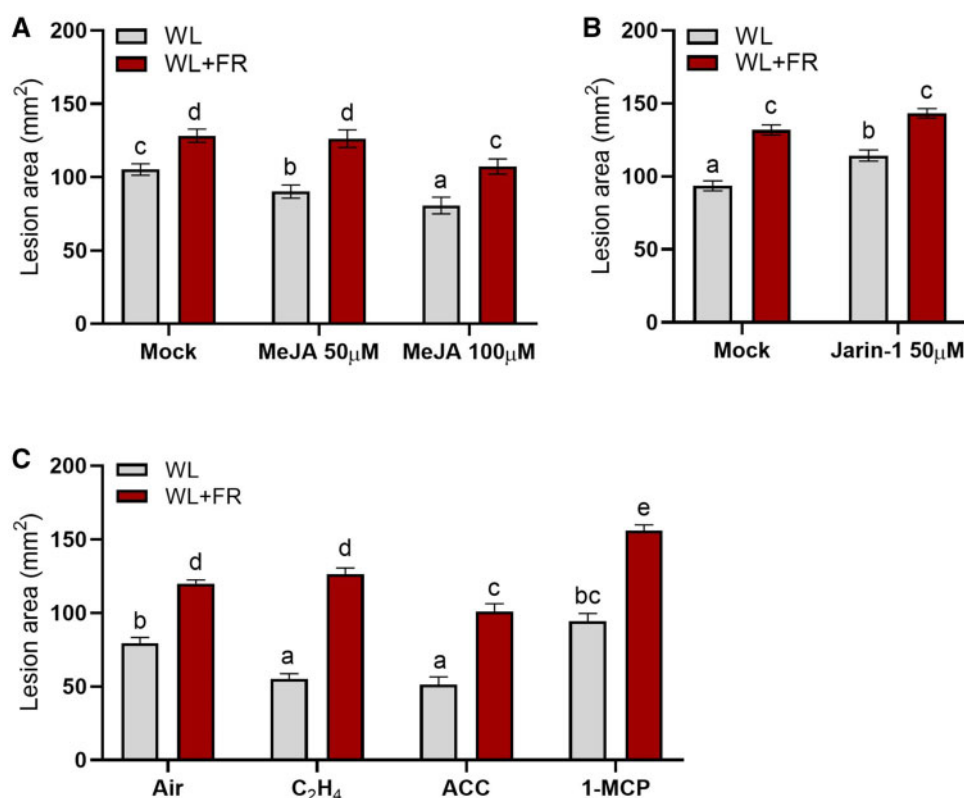 A
WL
WL+FR
Lesion area (mm²)
200
150
100
50
0
c
d
b
d
a
c
Mock
MeJA 50μM
MeJA 100μM
B
WL
WL+FR
Lesion area (mm²)
200
150
100
50
0
a
c
b
c
Mock
Jarin-1 50μM
C
WL
WL+FR
Lesion area (mm²)
200
150
100
50
0
b
d
a
d
a
c
bc
e
Air
C₂H₄
ACC
1-MCP